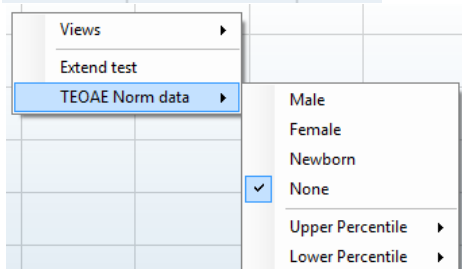 Views
Extend test
TEOAE Norm data
Male
Female
Newborn
None
Upper Percentile
Lower Percentile